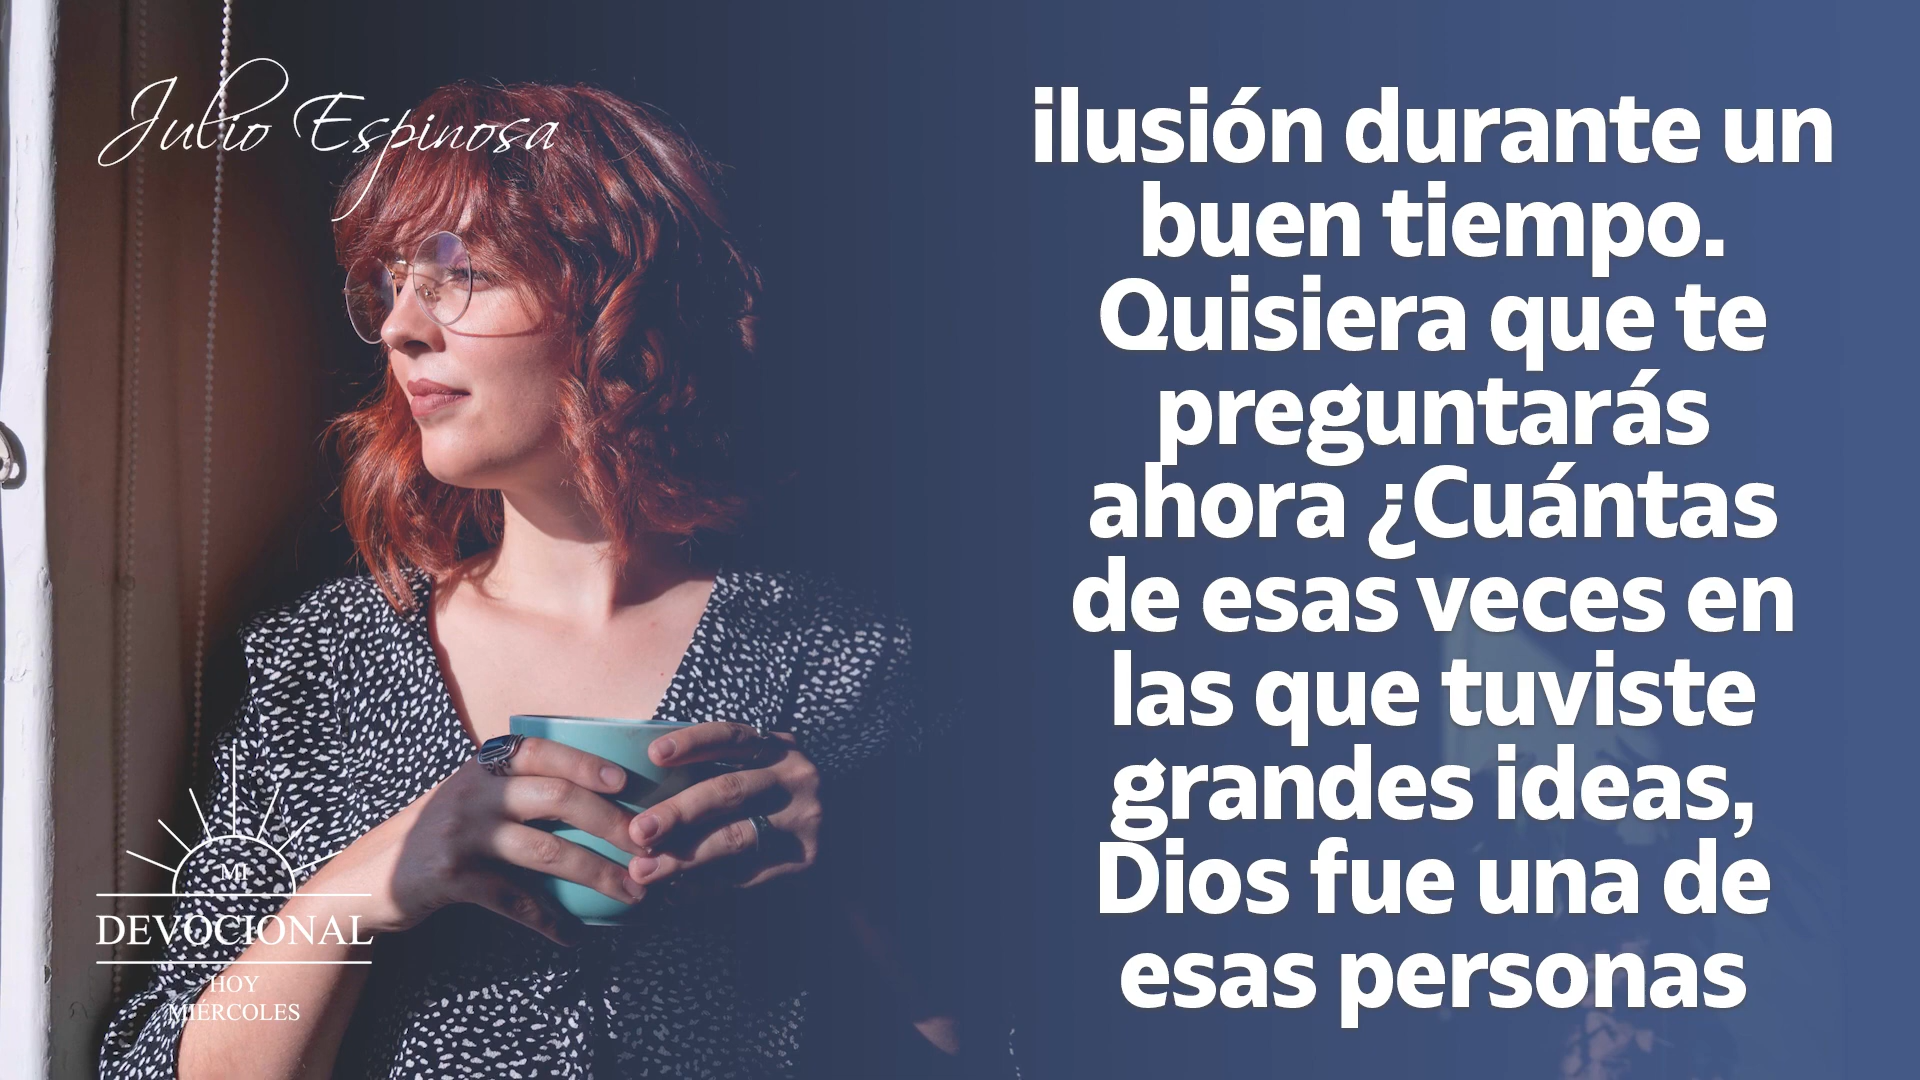 Julio Espinosa
ilusión durante un
buen tiempo.
Quisiera que te
preguntarás
ahora ¿Cuántas
de esas veces en
las que tuviste
grandes ideas,
Dios fue una de
esas personas
MI
DEVOCIONAL
HOY
MIÉRCOLES